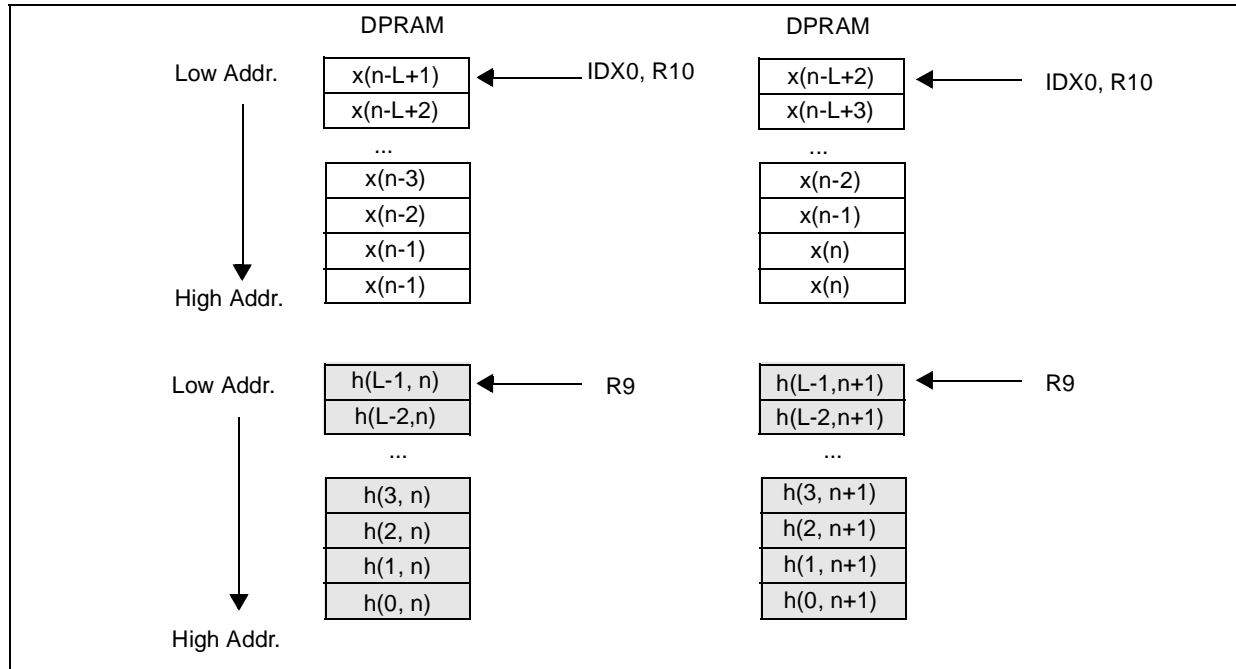 DPRAM DPRAM
Low Addr. x(n-L+1) IDX0, R10 x(n-L+2) IDX0, R10
x(n-L+2) x(n-L+3)
... ...
x(n-3) x(n-2)
x(n-2) x(n-1)
x(n-1) x(n)
High Addr. x(n-1) x(n)
Low Addr. h(L-1, n) R9 h(L-1,n+1) R9
h(L-2,n) h(L-2,n+1)
... ...
h(3, n) h(3, n+1)
h(2, n) h(2, n+1)
h(1, n) h(1, n+1)
h(0, n) h(0, n+1)
High Addr.